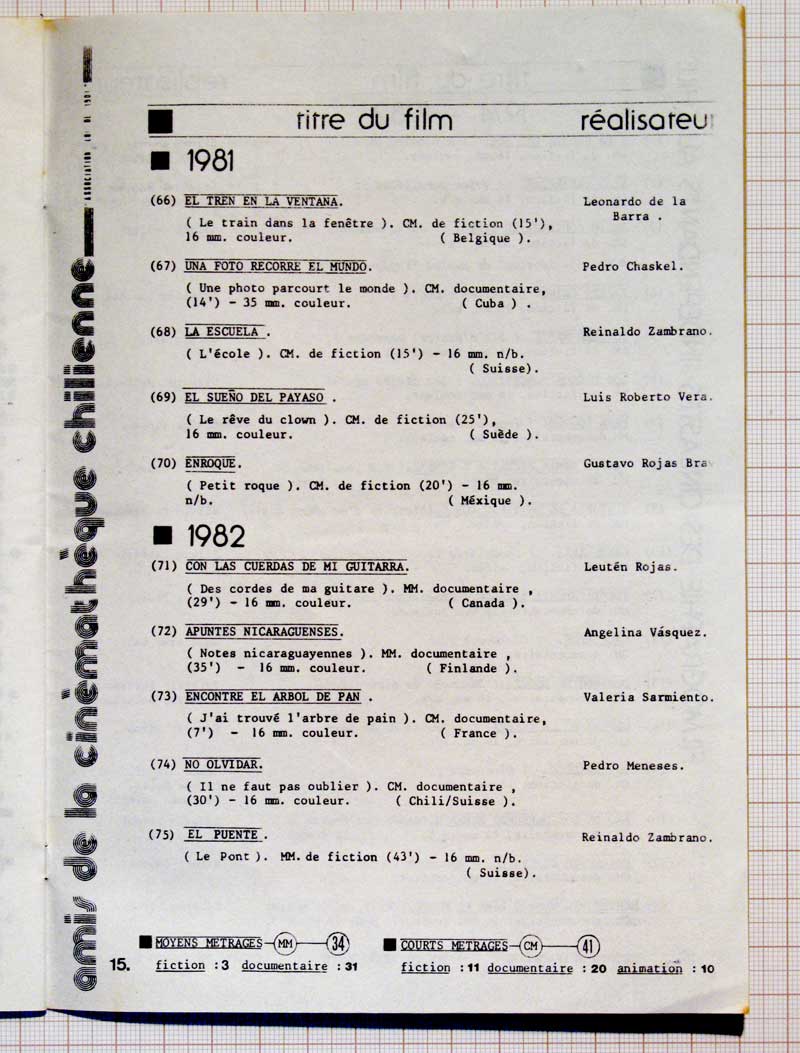 titre du film réalisateu
1981
(66) EL TREN EN LA VENTANA. Leonardo de la
Barra .
( Le train dans la fenêtre ). CM. de fiction (15'),
16 mm. couleur. ( Belgique ).
(67) UNA FOTO RECORRE EL MUNDO. Pedro Chaskel.
( Une photo parcourt le monde ). CM. documentaire,
(14') - 35 mm. couleur. ( Cuba ) .
(68) LA ESCUELA . Reinaldo Zambrano.
( L'école ). CM. de fiction (15') - 16 mm. n/b.
( Suisse).
(69) EL SUEÑO DEL PAYASO . Luis Roberto Vera.
( Le rêve du clown ). CM. de fiction (25'),
16 mm. couleur. ( Suède ).
(70) ENROQUE. Gustavo Rojas Bra
( Petit roque ). CM. de fiction (20') - 16 mm.
n/b. ( Méxique ).
1982
(71) CON LAS CUERDAS DE MI GUITARRA. Leutén Rojas.
( Des cordes de ma guitare ). MM. documentaire ,
(29') - 16 mm. couleur. ( Canada ).
(72) APUNTES NICARAGUENSES. Angelina Vásquez.
( Notes nicaraguayennes ). MM. documentaire ,
(35') - 16 mm. couleur. ( Finlande ).
(73) ENCONTRE EL ARBOL DE PAN . Valeria Sarmiento.
( J'ai trouvé l'arbre de pain ). CM. documentaire,
(7') - 16 mm. couleur. ( France ).
(74) NO OLVIDAR. Pedro Meneses.
( Il ne faut pas oublier ). CM. documentaire ,
(30') - 16 mm. couleur. ( Chili/Suisse ).
(75) EL PUENTE . Reinaldo Zambrano.
( Le Pont ). MM. de fiction (43') - 16 mm. n/b.
( Suisse).
MOYENS METRAGES MM 34 COURTS METRAGES CM 41
15. fiction : 3 documentaire : 31 fiction : 11 documentaire : 20 animation : 10
amis de la cinémathèque chilienne